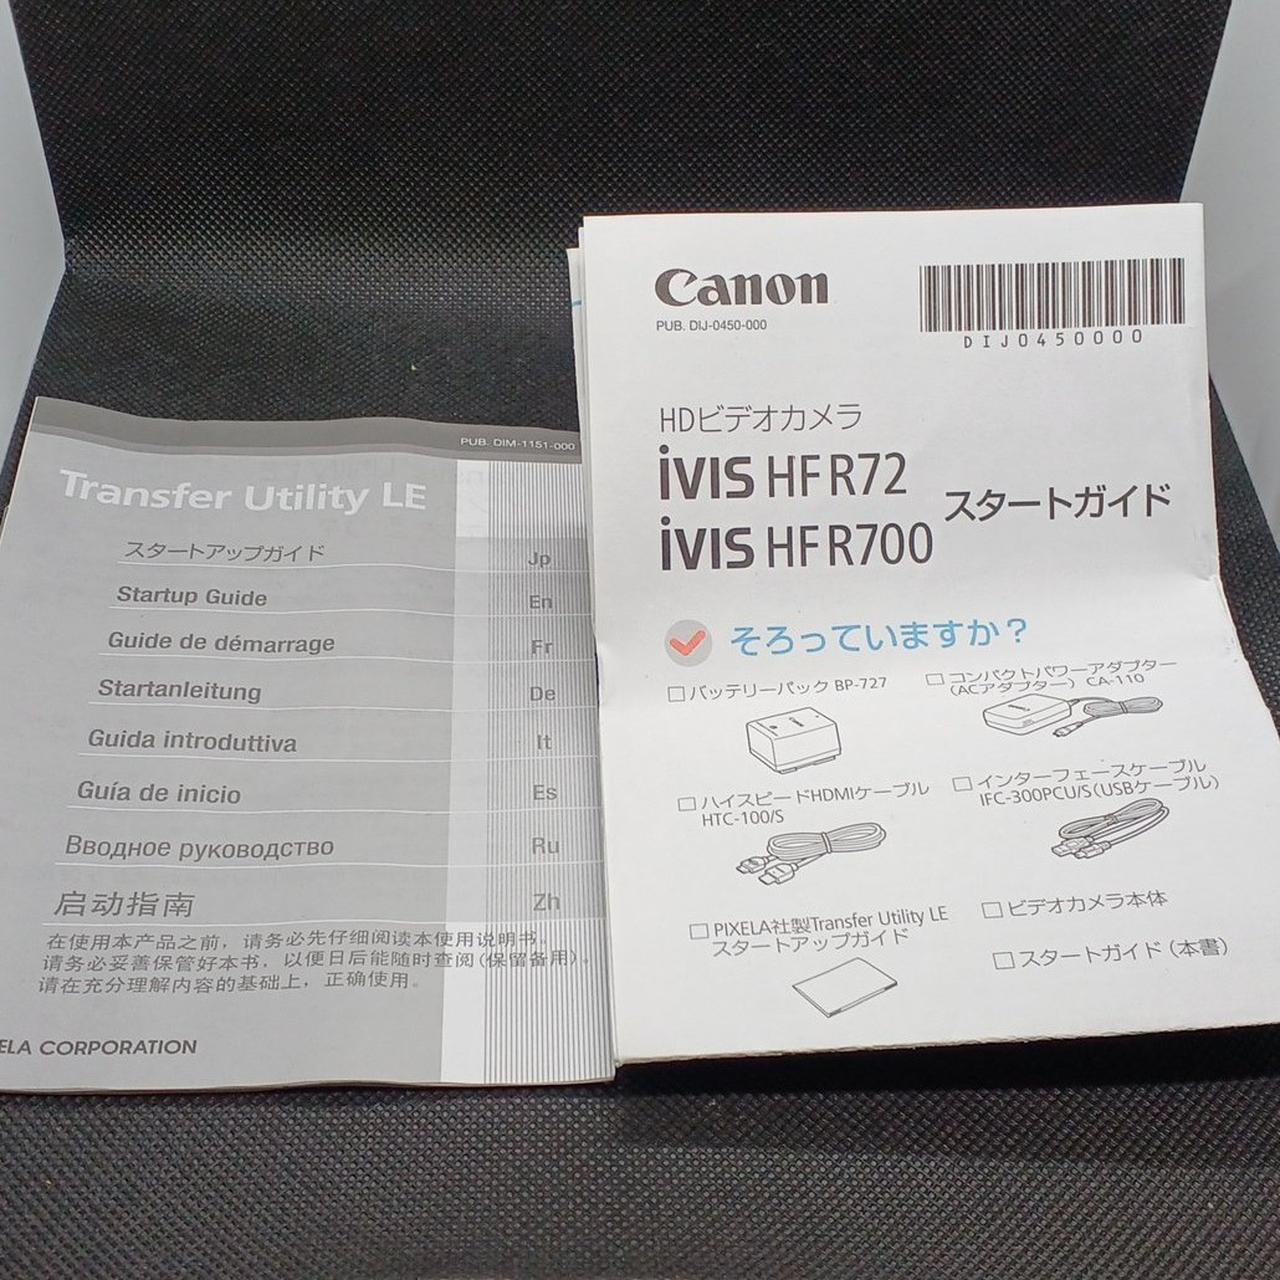 PUB. DIM-1151-000
Transfer Utility LE
スタートアップガイド Jp
Startup Guide En
Guide de démarrage Fr
Startanleitung De
Guida introduttiva It
Guía de inicio Es
Вводное руководство Ru
启动指南 Zh
在使用本产品之前，请务必先仔细阅读本使用说明书。
请务必妥善保管好本书，以便日后能随时查阅(保留备用)。
请在充分理解内容的基础上，正确使用。
ELA CORPORATION
Canon
PUB. DIJ-0450-000
DIJ0450000
HDビデオカメラ
iVIS HF R72
iVIS HF R700
スタートガイド
そろっていますか？
バッテリーパック BP-727
コンパクトパワーアダプター
（ACアダプター） CA-110
ハイスピードHDMIケーブル
HTC-100/S
インターフェースケーブル
IFC-300PCU/S（USBケーブル）
PIXELA社製Transfer Utility LE
スタートアップガイド
ビデオカメラ本体
スタートガイド（本書）